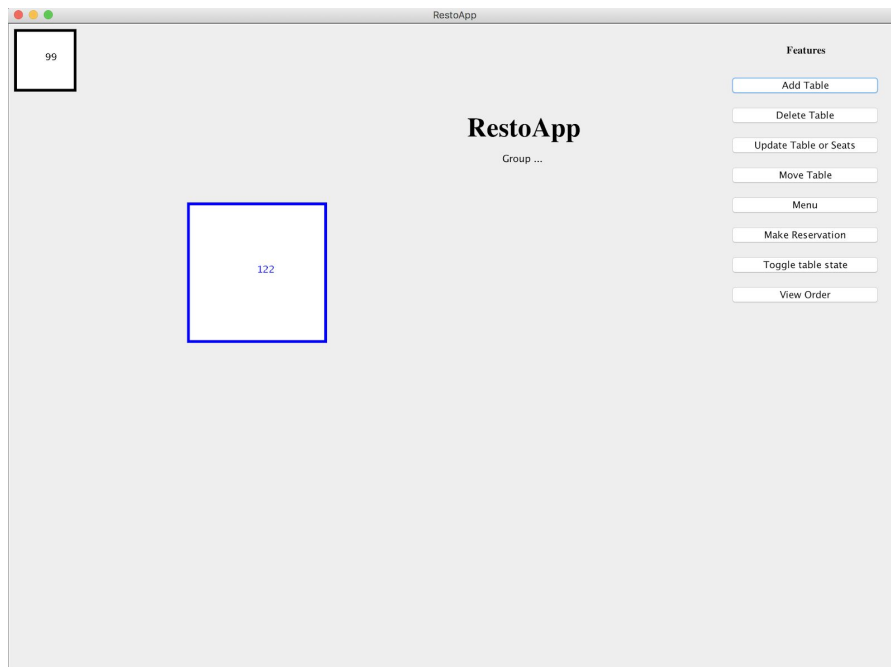 RestoApp
99
Features
Add Table
Delete Table
RestoApp
Update Table or Seats
Group ...
Move Table
Menu
122
Make Reservation
Toggle table state
View Order